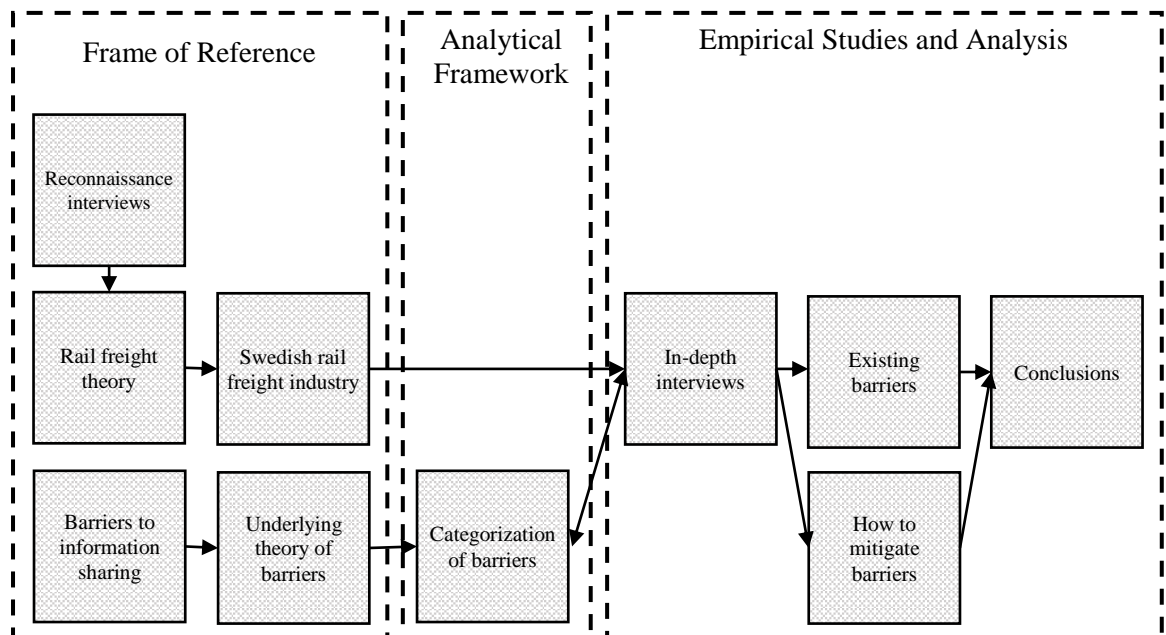 Frame of Reference
Analytical
Framework
Empirical Studies and Analysis
Reconnaissance
interviews
Rail freight
theory
Swedish rail
freight industry
In-depth
interviews
Existing
barriers
Conclusions
Barriers to
information
sharing
Underlying
theory of
barriers
Categorization
of barriers
How to
mitigate
barriers